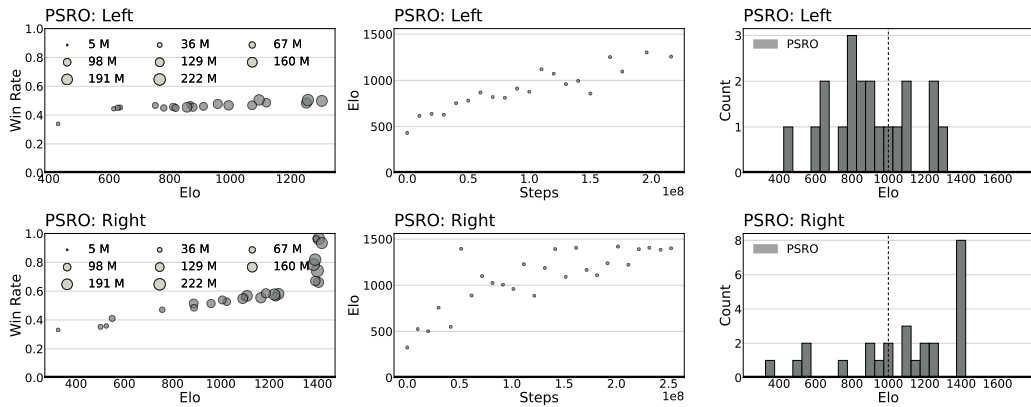 PSRO: Left
PSRO: Left
PSRO: Left
1.0
0.8
0.6
0.4
0.2
0.0
Win Rate
5 M
36 M
67 M
98 M
129 M
160 M
191 M
222 M
400
600
800
1000
1200
Elo
1500
1000
500
0
Elo
0.0
0.5
1.0
1.5
2.0
1e8
Steps
3
2
1
0
Count
PSRO
400
600
800
1000
1200
1400
1600
Elo
PSRO: Right
PSRO: Right
PSRO: Right
1.0
0.8
0.6
0.4
0.2
0.0
Win Rate
5 M
36 M
67 M
98 M
129 M
160 M
191 M
222 M
400
600
800
1000
1200
1400
Elo
1500
1000
500
0
Elo
0.0
0.5
1.0
1.5
2.0
2.5
1e8
Steps
8
6
4
2
0
Count
PSRO
400
600
800
1000
1200
1400
1600
Elo